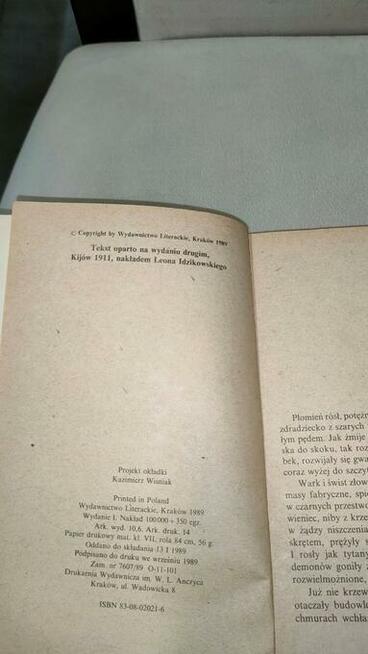 © Copyright by Wydawnictwo Literackie, Kraków 1989
Tekst oparto na wydaniu drugim,
Kijów 1911, nakładem Leona Idzikowskiego
Projekt okładki
Kazimierz Wiśniak
Printed in Poland
Wydawnictwo Literackie, Kraków 1989
Wydanie I. Nakład 100 000 + 350 egz.
Ark. wyd. 10,6. Ark. druk. 14
Papier drukowy mat. kl. VII, rola 84 cm, 56 g.
Oddano do składania 13 I 1989
Podpisano do druku we wrześniu 1989
Zam. nr 7607/89 O-11-101
Drukarnia Wydawnicza im. W. L. Anczyca
Kraków, ul. Wadowicka 8
ISBN 83-08-02021-6
Płomień rósł, potęż
zdradziecko z szarych
łym pędem. Jak żmije
ska do skoku, tak roz
bek, rozwijały się gwa
coraz wyżej do szczyt
Wark i świst złow
masy fabryczne, spi
w czarnych przestwo
wieniec, niby z krze
w żądzy niszczenia
skrętem, prężyły s
I rosły jak tytany
demonów goniły z
rozwielmożnione,
Już nie krzew
otaczały budowl
chmurach wchła